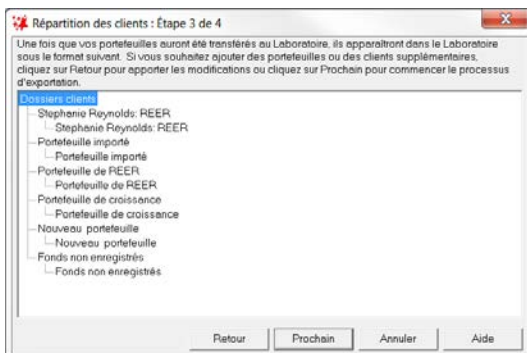 Répartition des clients : Étape 3 de 4
Une fois que vos portefeuilles auront été transférés au Laboratoire, ils apparaîtront dans le Laboratoire
sous le format suivant. Si vous souhaitez ajouter des portefeuilles ou des clients supplémentaires,
cliquez sur Retour pour apporter les modifications ou cliquez sur Prochain pour commencer le processus
d'exportation.
Dossiers clients
Stephanie Reynolds: REER
Stephanie Reynolds: REER
Portefeuille importé
Portefeuille importé
Portefeuille de REER
Portefeuille de REER
Portefeuille de croissance
Portefeuille de croissance
Nouveau portefeuille
Nouveau portefeuille
Fonds non enregistrés
Fonds non enregistrés
Retour Prochain Annuler Aide